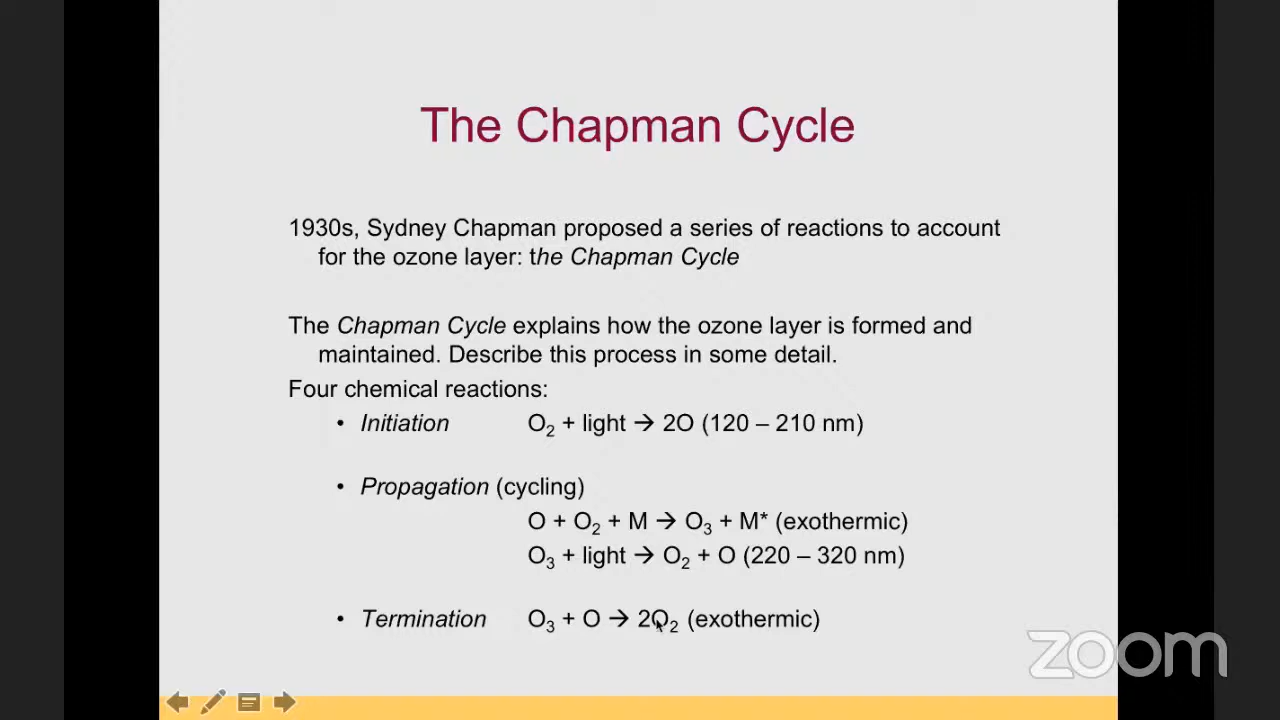 The Chapman Cycle
1930s, Sydney Chapman proposed a series of reactions to account
for the ozone layer: the Chapman Cycle
The Chapman Cycle explains how the ozone layer is formed and
maintained. Describe this process in some detail.
Four chemical reactions:
• Initiation O₂ + light → 2O (120 – 210 nm)
• Propagation (cycling)
O + O₂ + M → O₃ + M* (exothermic)
O₃ + light → O₂ + O (220 – 320 nm)
• Termination O₃ + O → 2O₂ (exothermic)
zoom